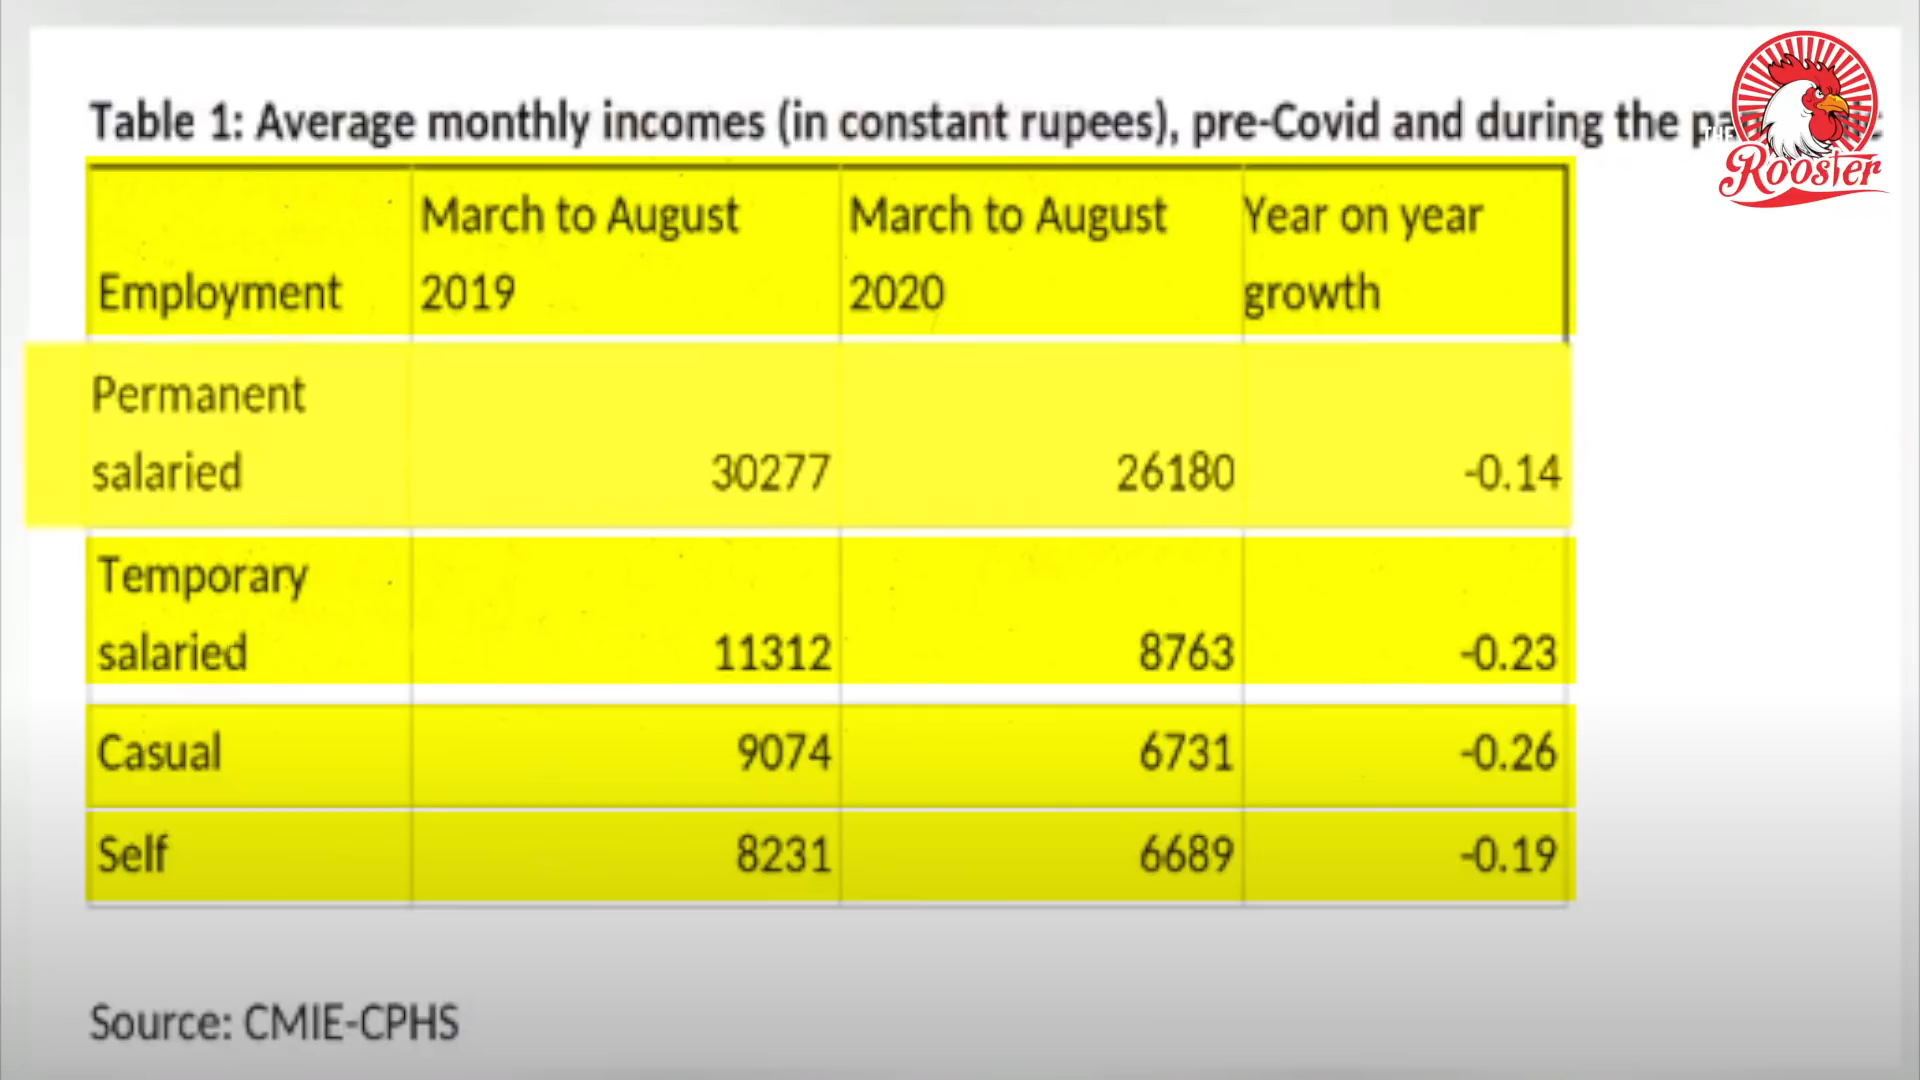 Table 1: Average monthly incomes (in constant rupees), pre-Covid and during the
THE
Rooster
Employment
March to August
2019
March to August
2020
Year on year
growth
Permanent
salaried
30277
26180
-0.14
Temporary
salaried
11312
8763
-0.23
Casual
9074
6731
-0.26
Self
8231
6689
-0.19
Source: CMIE-CPHS